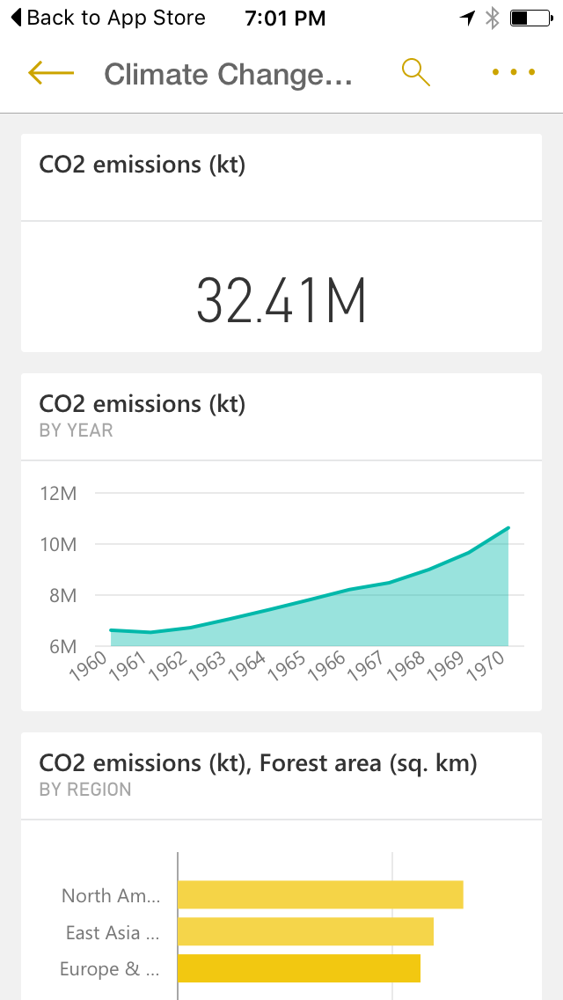 Back to App Store 7:01 PM
Climate Change...
CO2 emissions (kt)
32.41M
CO2 emissions (kt)
BY YEAR
12M
10M
8M
6M
1960 1961 1962 1963 1964 1965 1966 1967 1968 1969 1970
CO2 emissions (kt), Forest area (sq. km)
BY REGION
North Am...
East Asia ...
Europe & ...